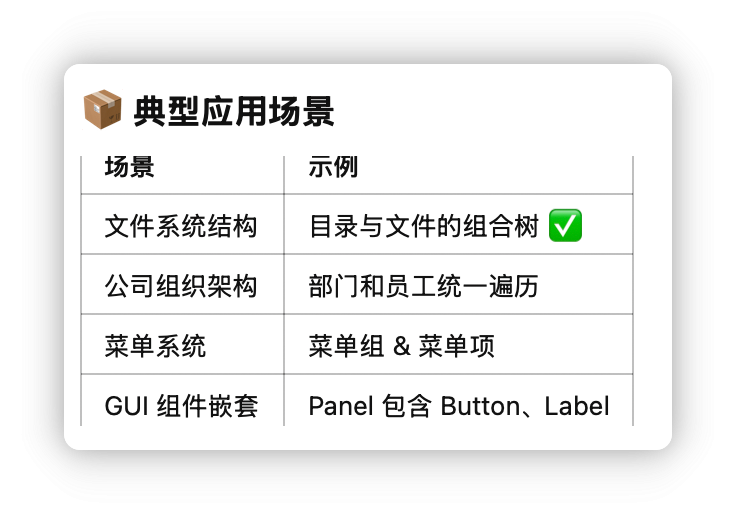 📦 典型应用场景
场景 示例
文件系统结构 目录与文件的组合树 ✅
公司组织架构 部门和员工统一遍历
菜单系统 菜单组 & 菜单项
GUI 组件嵌套 Panel 包含 Button、Label